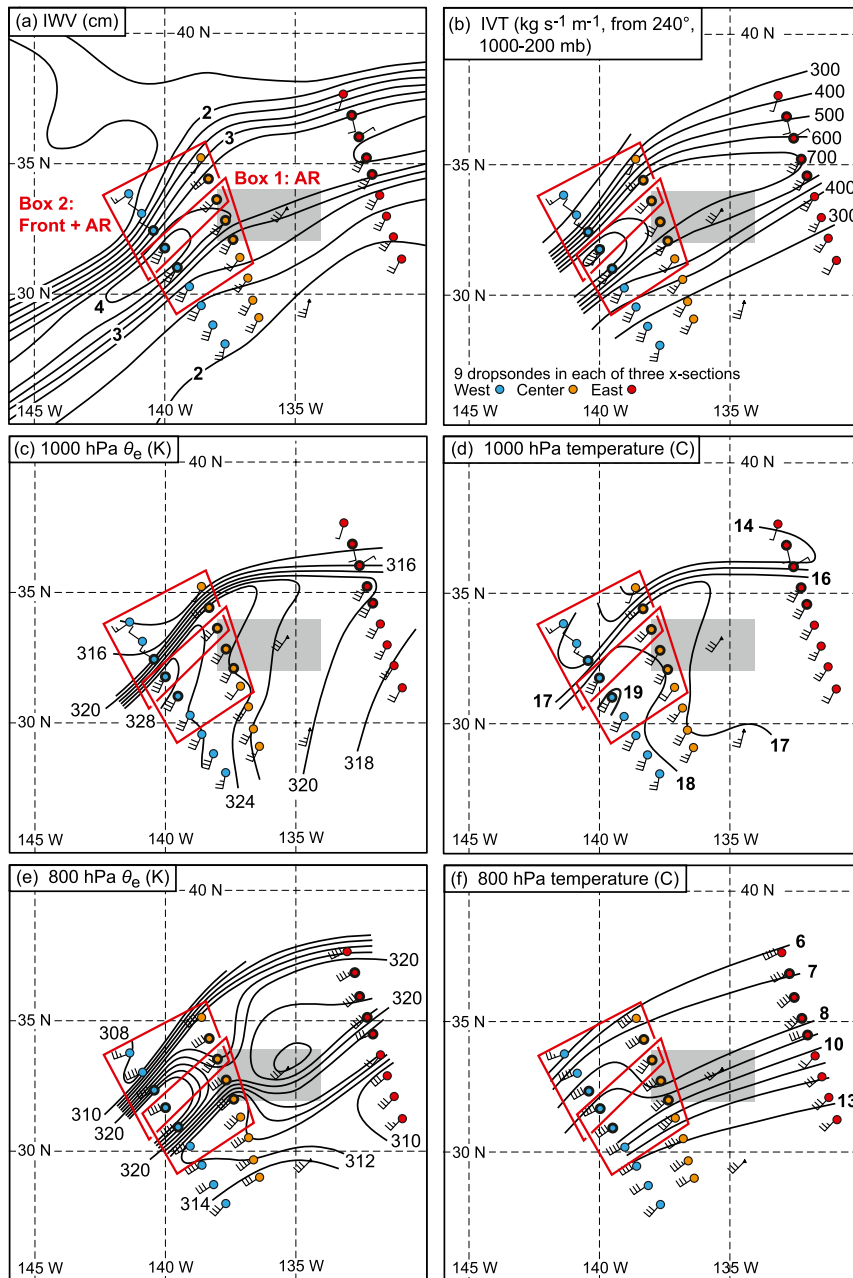 (a) IWV (cm)
40 N
2
3
35 N
Box 1: AR
Box 2:
Front + AR
30 N
4
3
2
145 W
140 W
135 W
(b) IVT (kg s-1 m-1, from 240°,
1000-200 mb)
40 N
300
400
500
600
35 N
700
400
300
30 N
9 dropsondes in each of three x-sections
West Center East
145 W
140 W
135 W
(c) 1000 hPa θe (K)
40 N
316
35 N
316
320
328
30 N
324
320
318
145 W
140 W
135 W
(d) 1000 hPa temperature (C)
40 N
14
16
35 N
17
19
30 N
17
18
145 W
140 W
135 W
(e) 800 hPa θe (K)
40 N
320
320
35 N
308
310
320
320
310
30 N
312
314
145 W
140 W
135 W
(f) 800 hPa temperature (C)
40 N
6
7
35 N
8
10
13
30 N
145 W
140 W
135 W